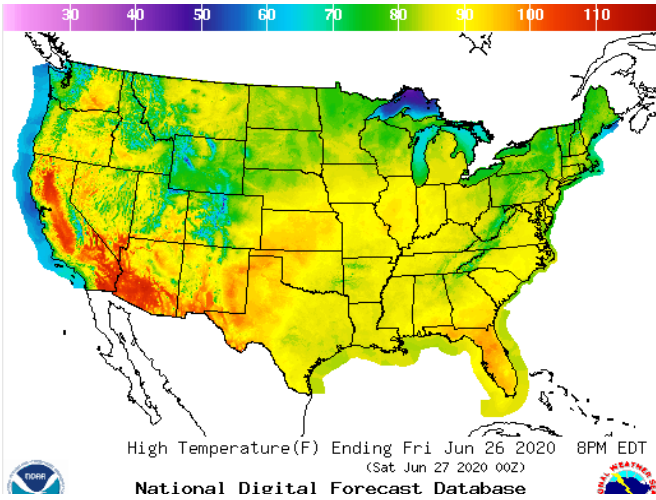 30 40 50 60 70 80 90 100 110
High Temperature(F) Ending Fri Jun 26 2020 8PM EDT
(Sat Jun 27 2020 00Z)
National Digital Forecast Database
NOAA